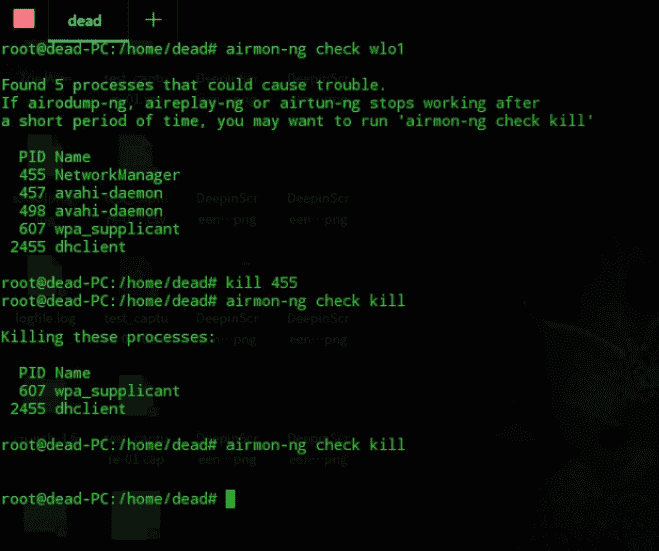 dead +
root@dead-PC:/home/dead# airmon-ng check wlo1
Found 5 processes that could cause trouble.
If airodump-ng, aireplay-ng or airtun-ng stops working after
a short period of time, you may want to run 'airmon-ng check kill'
PID Name
455 NetworkManager
457 avahi-daemon
498 avahi-daemon
607 wpa_supplicant
2455 dhclient
root@dead-PC:/home/dead# kill 455
root@dead-PC:/home/dead# airmon-ng check kill
Killing these processes:
PID Name
607 wpa_supplicant
2455 dhclient
root@dead-PC:/home/dead# airmon-ng check kill
root@dead-PC:/home/dead#